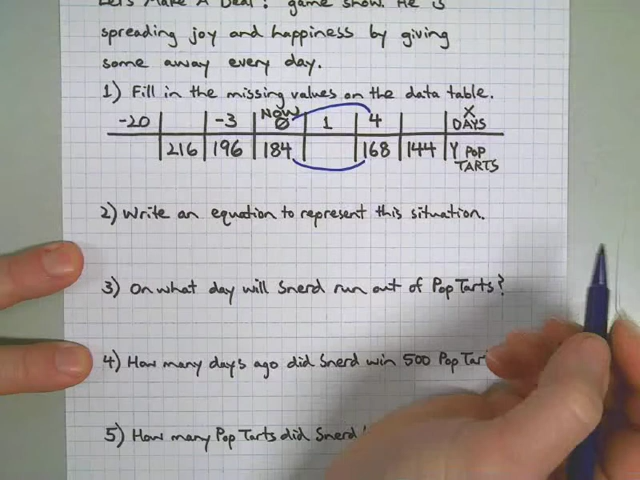 Let's Make A Deal! game show. He is
spreading joy and happiness by giving
some away every day.
1) Fill in the missing values on the data table.
-20 -3 NOW 0 1 4 X DAYS
216 196 184 168 144 Y POP TARTS
2) Write an equation to represent this situation.
3) On what day will Snerd run out of Pop Tarts?
4) How many days ago did Snerd win 500 Pop
5) How many Pop Tarts did Snerd